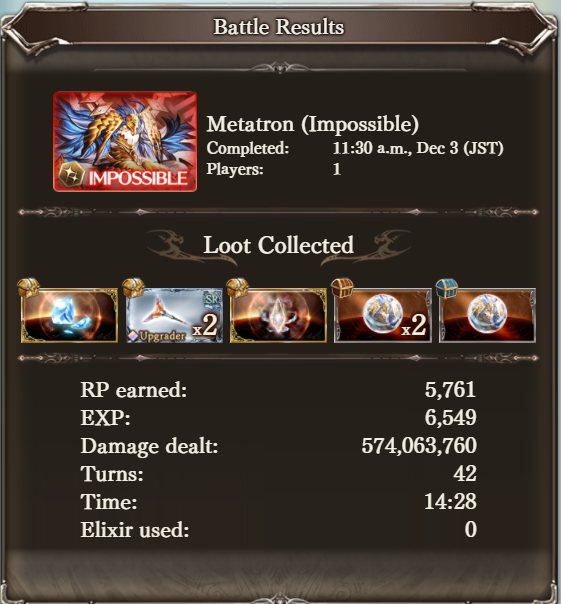 Battle Results
IMPOSSIBLE
Metatron (Impossible)
Completed: 11:30 a.m., Dec 3 (JST)
Players: 1
Loot Collected
SR
Upgrader x2
x2
RP earned: 5,761
EXP: 6,549
Damage dealt: 574,063,760
Turns: 42
Time: 14:28
Elixir used: 0